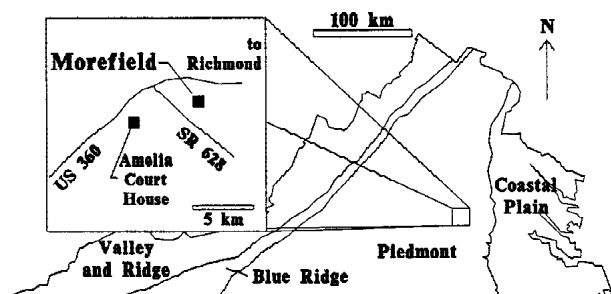 100 km
N
to
Richmond
Morefield
US 360
SR 628
Amelia
Court
House
5 km
Coastal
Plain
Valley
and Ridge
Piedmont
Blue Ridge